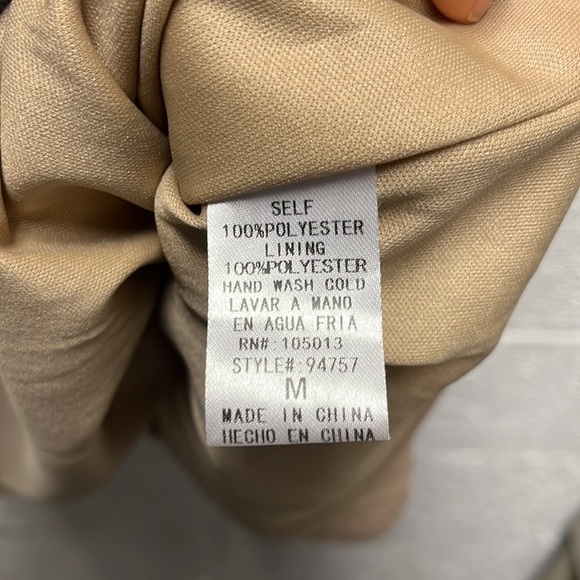 SELF
100%POLYESTER
LINING
100%POLYESTER
HAND WASH COLD
LAVAR A MANO
EN AGUA FRIA
RN#:105013
STYLE#:94757
M
MADE IN CHINA
HECHO EN CHINA